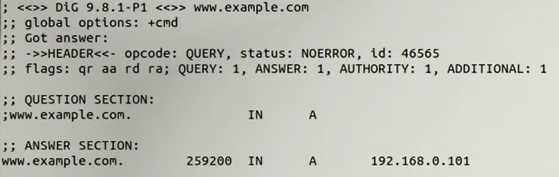 ; <<>> DiG 9.8.1-P1 <<>> www.example.com
;; global options: +cmd
;; Got answer:
;; ->>HEADER<<- opcode: QUERY, status: NOERROR, id: 46565
;; flags: qr aa rd ra; QUERY: 1, ANSWER: 1, AUTHORITY: 1, ADDITIONAL: 1
;; QUESTION SECTION:
;www.example.com. IN A
;; ANSWER SECTION:
www.example.com. 259200 IN A 192.168.0.101